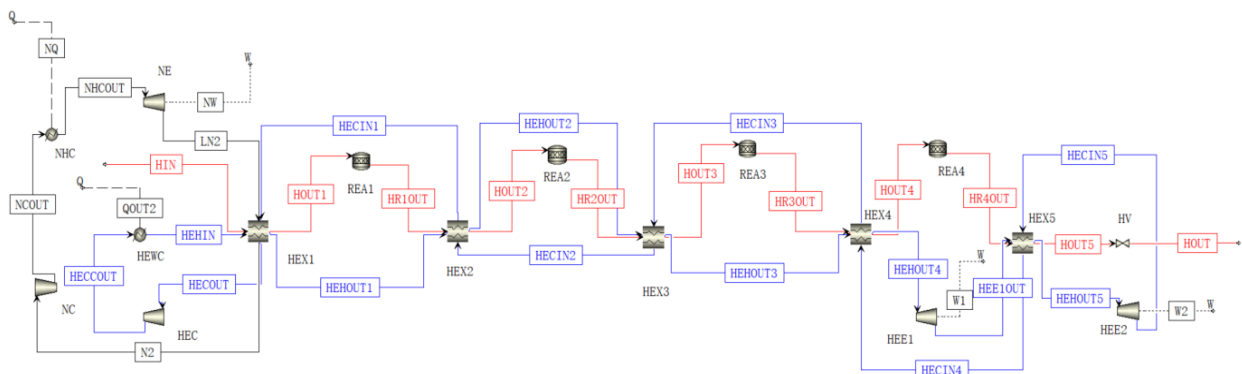 Q
NQ
NE
W
NHCOUT
NW
NHC
LN2
HIN
Q
NCOUT
QOUT2
HEHIN
HEWC
HECCOUT
HECOUT
NC
HEC
N2
HEX1
HECIN1
HOUT1
REA1
HR1OUT
HEHOUT1
HEX2
HEHOUT2
HOUT2
REA2
HR2OUT
HECIN2
HEX3
HECIN3
HOUT3
REA3
HR3OUT
HEHOUT3
HEX4
HOUT4
REA4
HR4OUT
HEHOUT4
W
W1
HEE1
HEE1OUT
HECIN4
HECIN5
HEX5
HOUT5
HV
HOUT
HEHOUT5
HEE2
W2
W